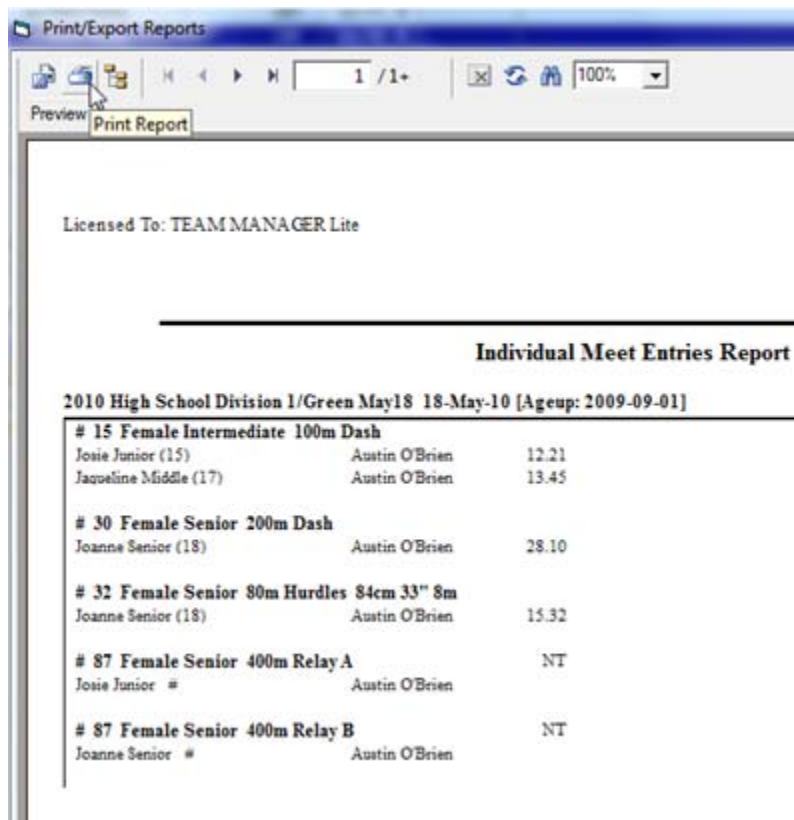 Print/Export Reports
1 /1+ 100%
Preview
Print Report
Licensed To: TEAM MANAGER Lite
Individual Meet Entries Report
2010 High School Division 1/Green May18 18-May-10 [Ageup: 2009-09-01]
# 15 Female Intermediate 100m Dash
Josie Junior (15) Austin O'Brien 12.21
Jaqueline Middle (17) Austin O'Brien 13.45
# 30 Female Senior 200m Dash
Joanne Senior (18) Austin O'Brien 28.10
# 32 Female Senior 80m Hurdles 84cm 33" 8m
Joanne Senior (18) Austin O'Brien 15.32
# 87 Female Senior 400m Relay A NT
Josie Junior # Austin O'Brien
# 87 Female Senior 400m Relay B NT
Joanne Senior # Austin O'Brien